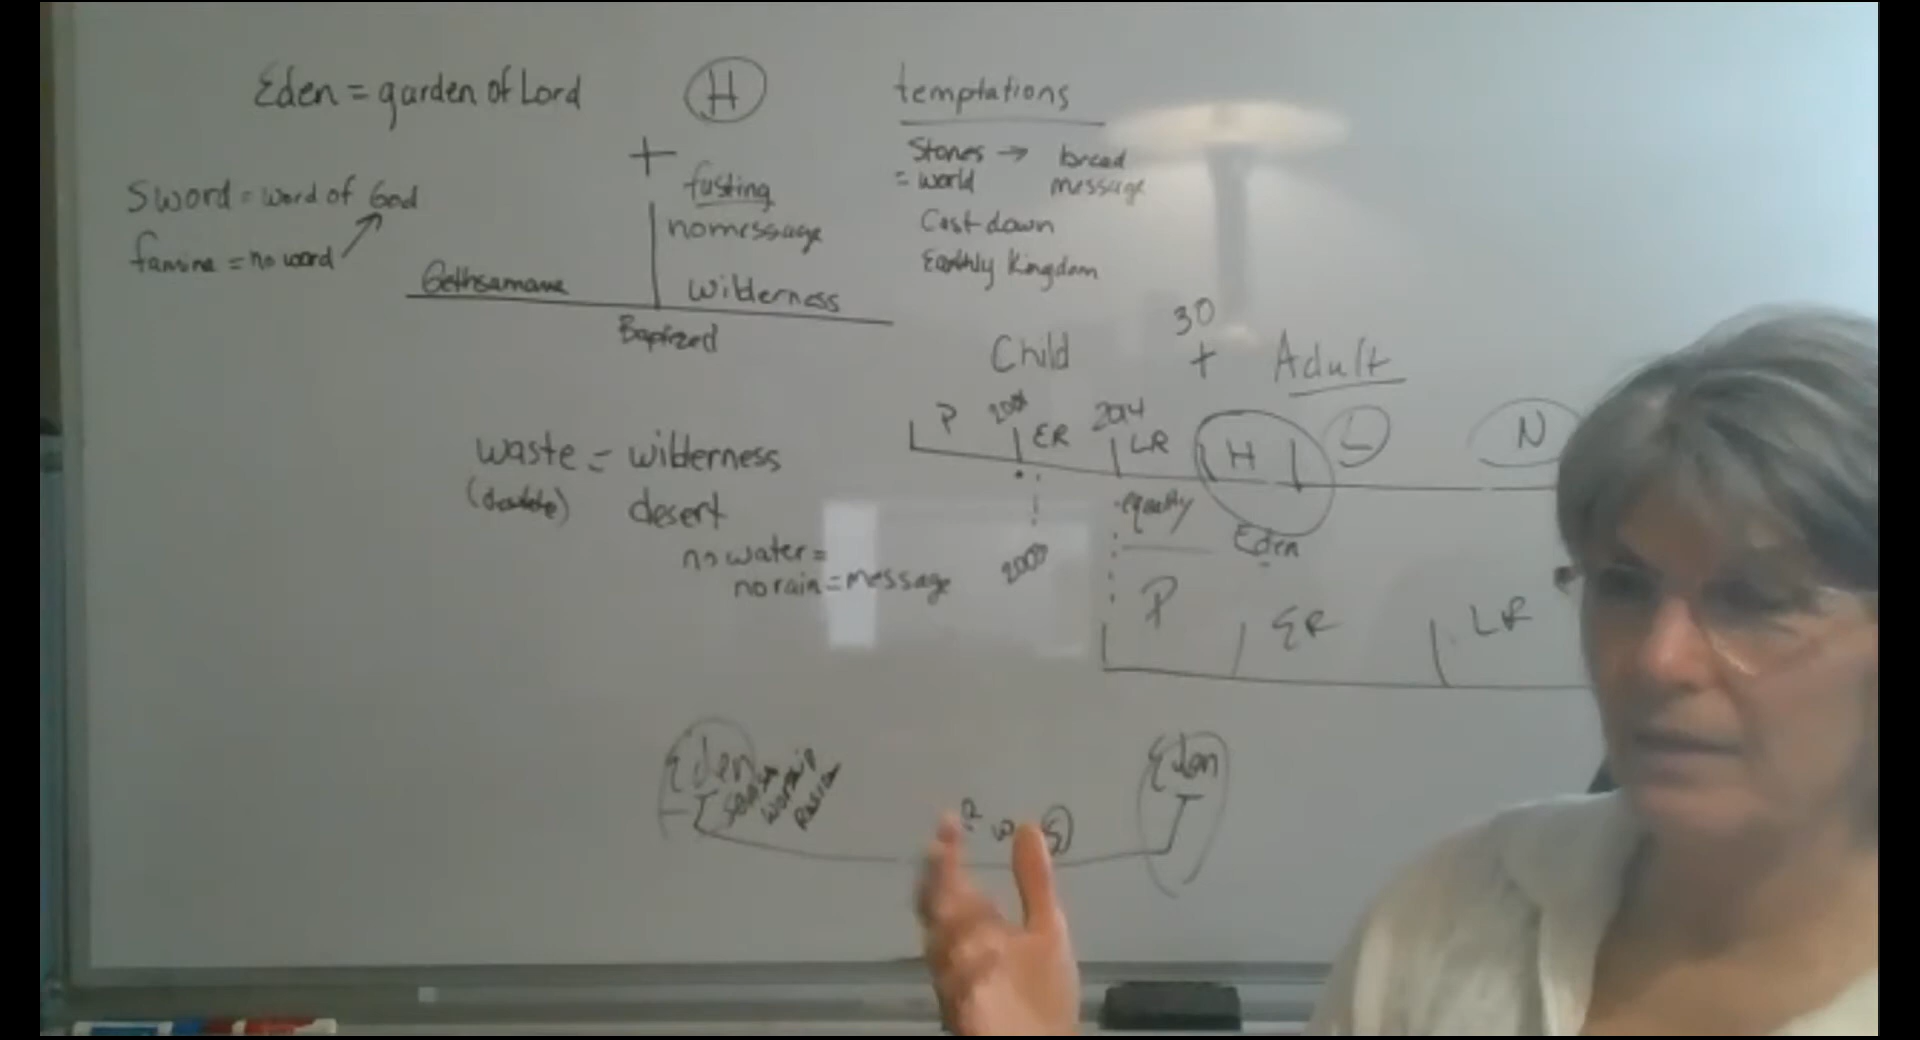 Eden = garden of Lord
H
temptations
Stones → bread
= world message
Cast down
Earthly Kingdom
+
fasting
no message
wilderness
Sword = word of God
famine = no word
Gethsamane
Baptized
Child
30
+
Adult
P
ER
2014
LR
H
L
N
waste = wilderness
desert
no water =
no rain = message
equality
Eden
P
ER
LR
Eden
worship
Eden